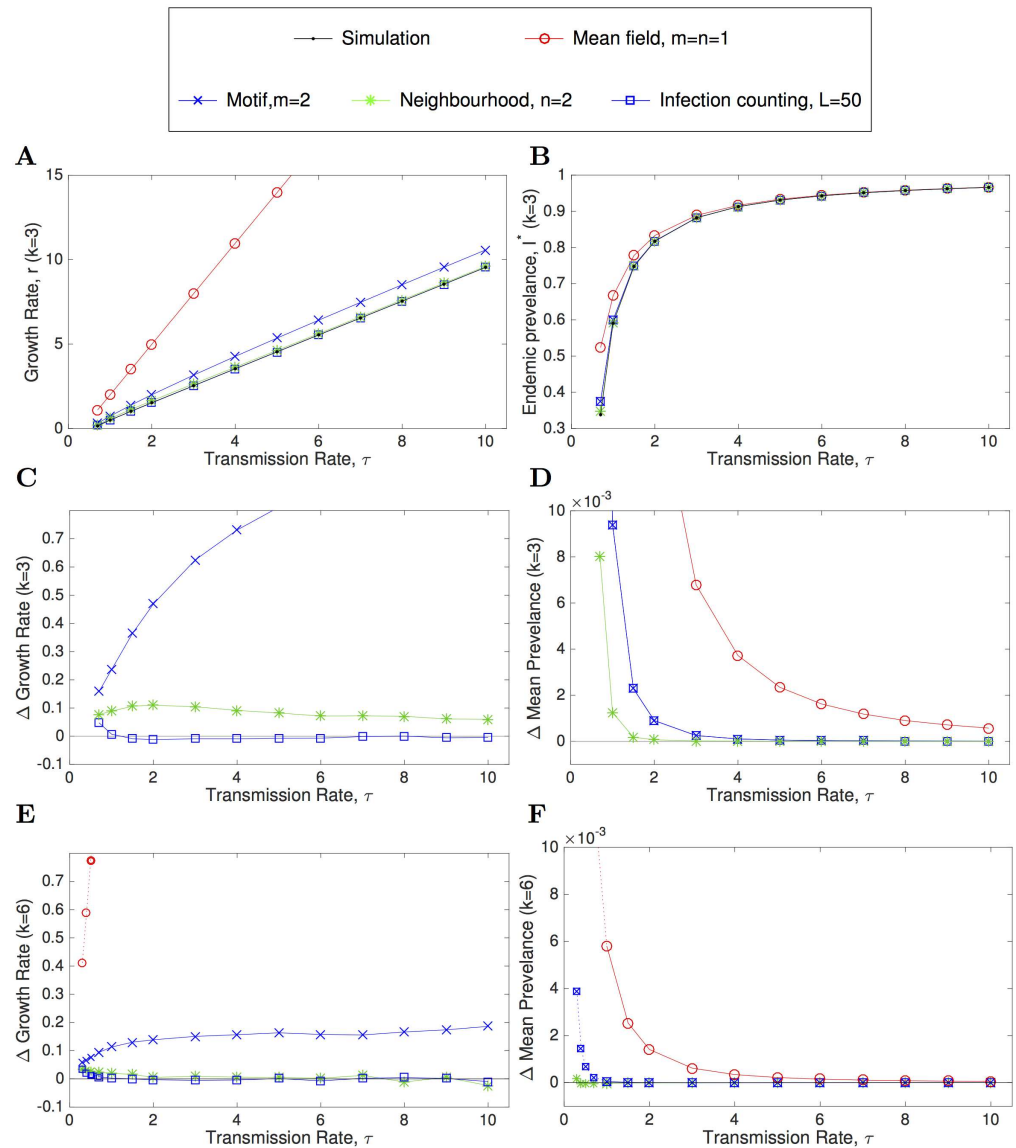 Simulation
Mean field, m=n=1
Motif,m=2
Neighbourhood, n=2
Infection counting, L=50
A
Growth Rate, r (k=3)
15
10
5
0
0 2 4 6 8 10
Transmission Rate, τ
B
Endemic prevelance, I* (k=3)
1
0.9
0.8
0.7
0.6
0.5
0.4
0.3
0 2 4 6 8 10
Transmission Rate, τ
C
Δ Growth Rate (k=3)
0.7
0.6
0.5
0.4
0.3
0.2
0.1
0
-0.1
0 2 4 6 8 10
Transmission Rate, τ
D
×10⁻³
Δ Mean Prevelance (k=3)
10
8
6
4
2
0
0 2 4 6 8 10
Transmission Rate, τ
E
Δ Growth Rate (k=6)
0.7
0.6
0.5
0.4
0.3
0.2
0.1
0
-0.1
0 2 4 6 8 10
Transmission Rate, τ
F
×10⁻³
Δ Mean Prevelance (k=6)
10
8
6
4
2
0
0 2 4 6 8 10
Transmission Rate, τ